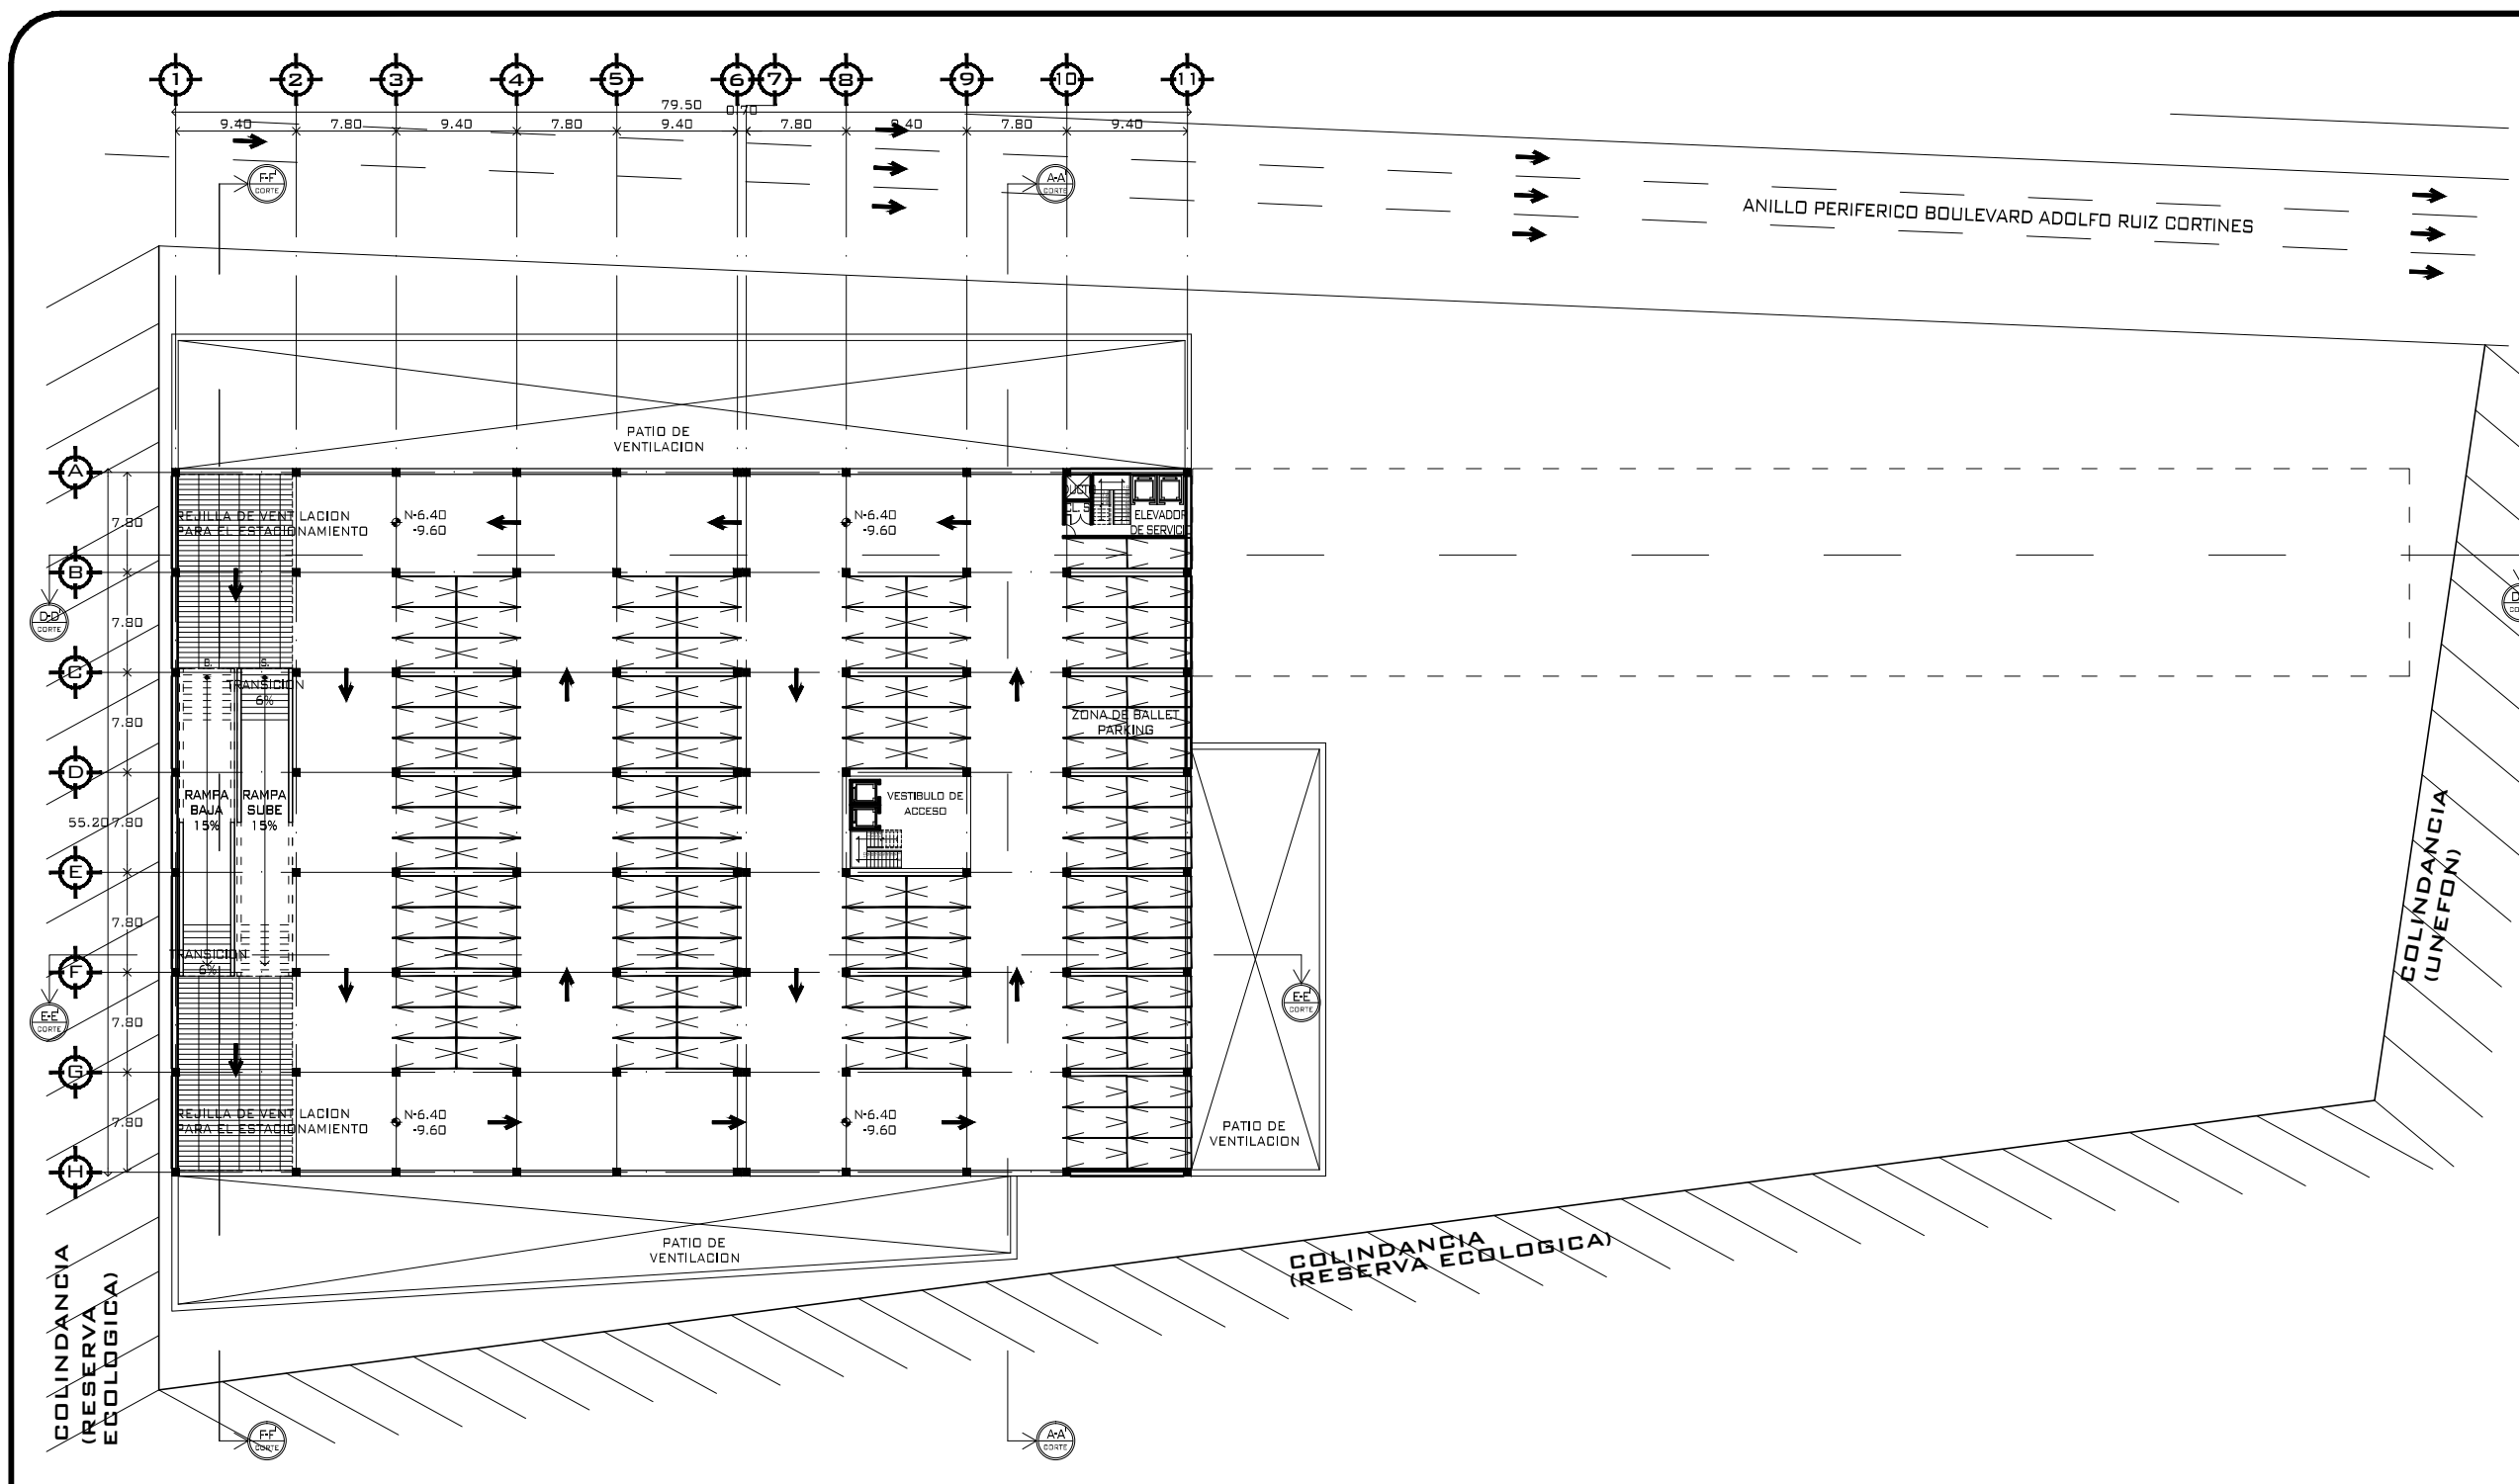 1 2 3 4 5 6 7 8 9 10 11
79.50
0.70
9.40 7.80 9.40 7.80 9.40 7.80 9.40 7.80 9.40
F-F'
CORTE
A-A'
CORTE
ANILLO PERIFERICO BOULEVARD ADOLFO RUIZ CORTINES
PATIO DE
VENTILACION
A
7.80
REJILLA DE VENT LACION
PARA EL ESTACIONAMIENTO
N-6.40
-9.60
N-6.40
-9.60
ELEVADOR
DE SERVICIO
B
D-D'
CORTE
7.80
C
B. S.
TRANSICION
6%
7.80
ZONA DE BALLET
PARKING
D
RAMPA
BAJA
15%
RAMPA
SUBE
15%
VESTIBULO DE
ACCESO
55.20
7.80
E
7.80
TRANSICION
6%
F
E-E'
CORTE
E-E'
CORTE
7.80
G
REJILLA DE VENT LACION
PARA EL ESTACIONAMIENTO
N-6.40
-9.60
N-6.40
-9.60
7.80
H
PATIO DE
VENTILACION
PATIO DE
VENTILACION
COLINDANCIA
(UNEFON)
COLINDANCIA
(RESERVA ECOLOGICA)
COLINDANCIA
(RESERVA
ECOLOGICA)
F-F'
CORTE
A-A'
CORTE